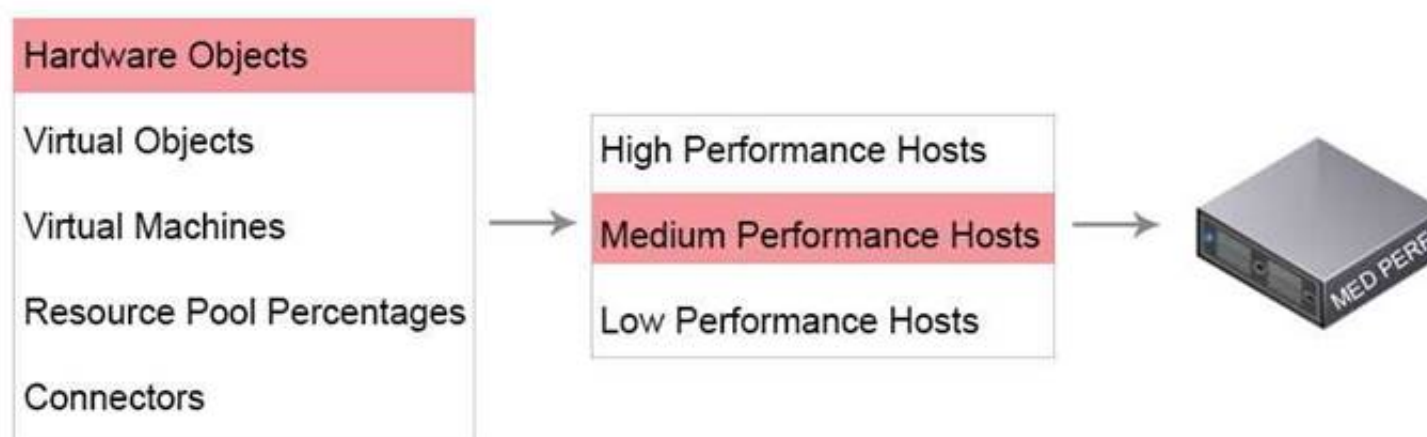 Hardware Objects
Virtual Objects
Virtual Machines
Resource Pool Percentages
Connectors
High Performance Hosts
Medium Performance Hosts
Low Performance Hosts
MED PERF